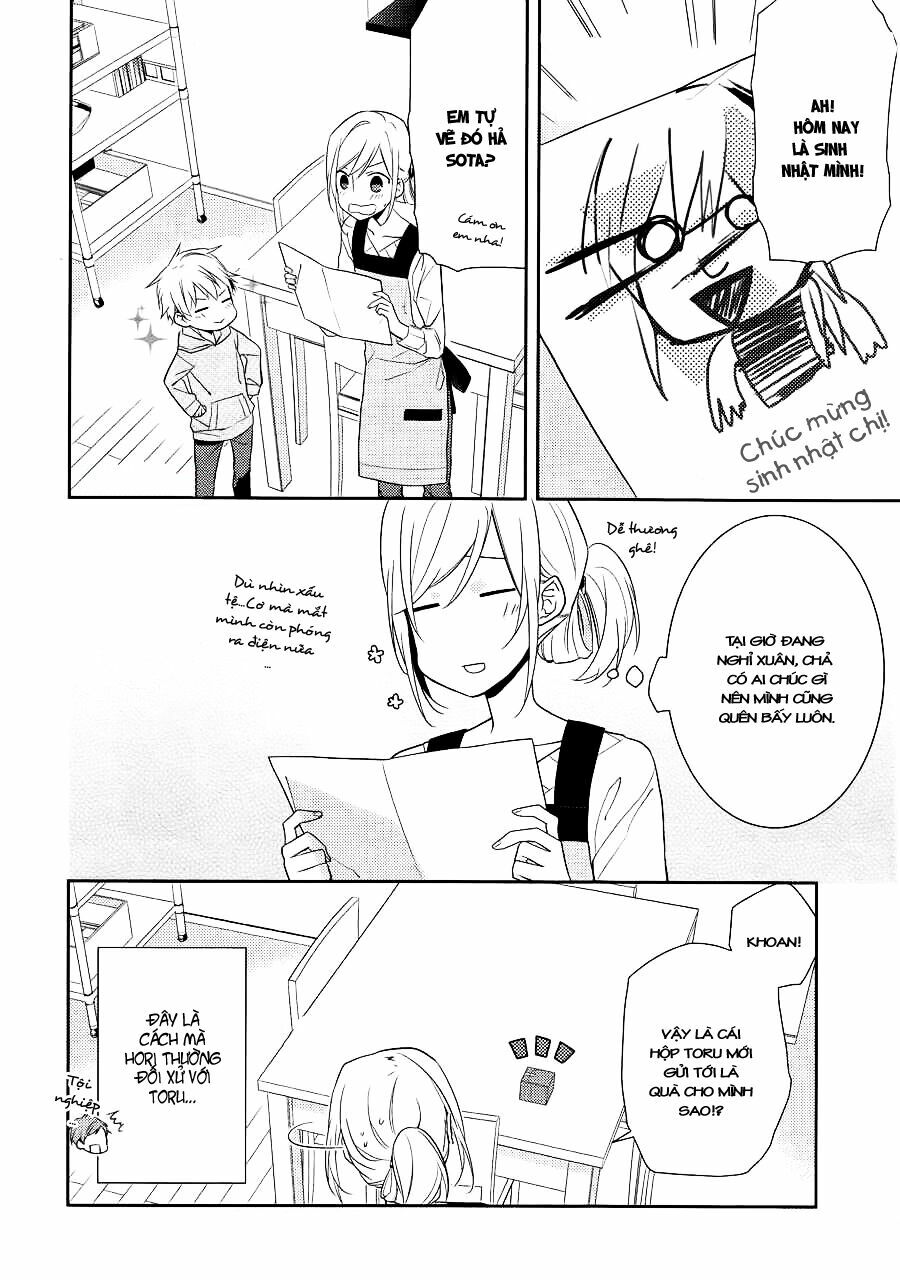 AH!
HÔM NAY
LÀ SINH
NHẬT MÌNH!
Chúc mừng
sinh nhật chị!
EM TỰ
VẼ ĐÓ HẢ
SOTA?
Cám ơn
em nha!
Dễ thương
ghê!
TẠI GIỜ ĐANG
NGHỈ XUÂN, CHẢ
CÓ AI CHÚC GÌ
NÊN MÌNH CŨNG
QUÊN BẤY LUÔN.
Dù nhìn xấu
tệ...Cơ mà mắt
mình còn phóng
ra điện nữa
...
KHOAN!
VẬY LÀ CÁI
HỘP TORU MỚI
GỬI TỚI LÀ
QUÀ CHO MÌNH
SAO!?
ĐÂY LÀ
CÁCH MÀ
HORI THƯỜNG
ĐỐI XỬ VỚI
TORU...
Tội
nghiệp